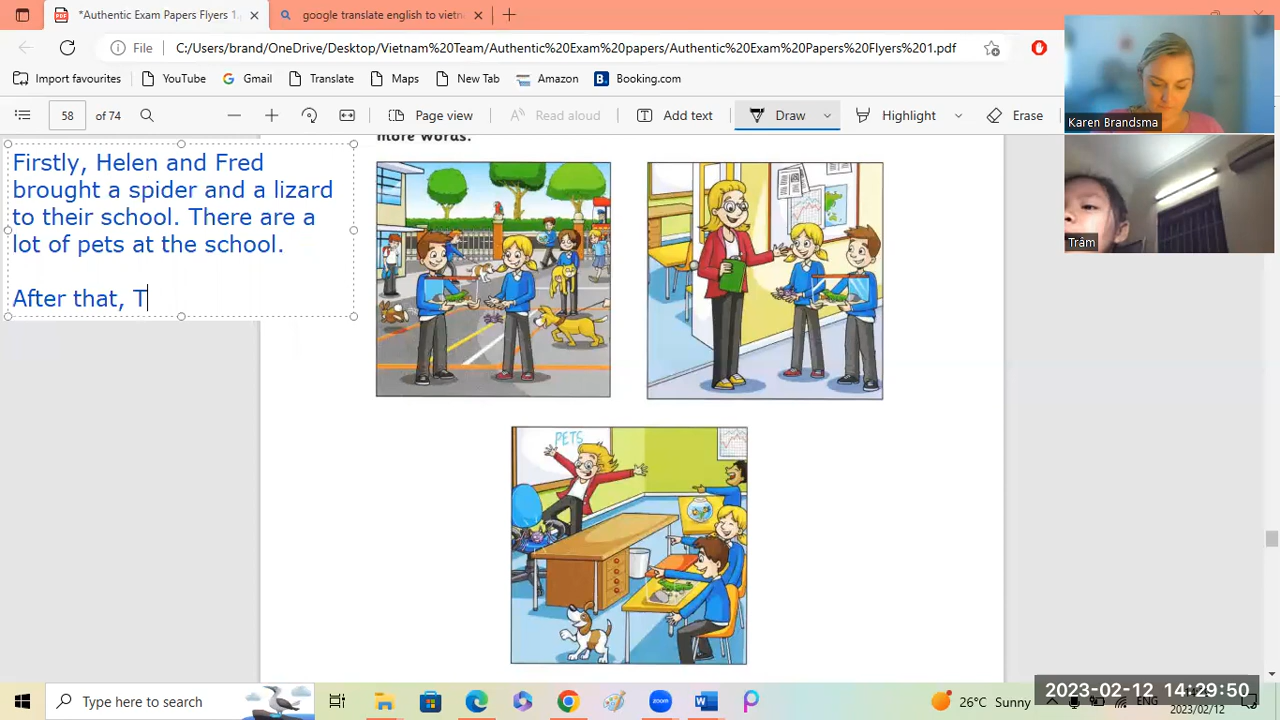 *Authentic Exam Papers Flyers 1.
google translate english to vietn
File
C:/Users/brand/OneDrive/Desktop/Vietnam%20Team/Authentic%20Exam%20papers/Authentic%20Exam%20Papers%20Flyers%201.pdf
Import favourites
YouTube
Gmail
Translate
Maps
New Tab
Amazon
Booking.com
58 of 74
Page view
Read aloud
Add text
Draw
Highlight
Erase
Karen Brandsma
Trâm
more words.
Firstly, Helen and Fred
brought a spider and a lizard
to their school. There are a
lot of pets at the school.
After that, T
PETS
Type here to search
26°C Sunny
ENG
2023-02-12 14:29:50
2023/02/12